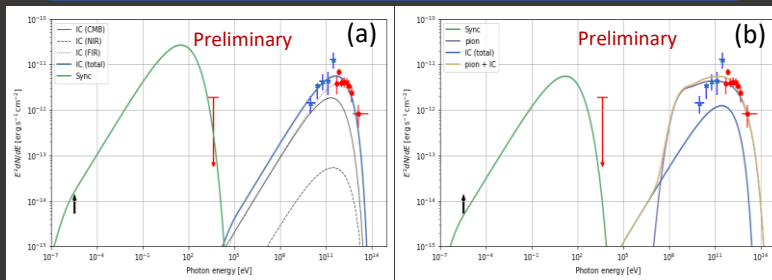 Preliminary
(a)
IC (CMB)
IC (NIR)
IC (FIR)
IC (total)
Sync
E²dN/dE [erg s⁻¹ cm⁻²]
10⁻¹⁰
10⁻¹¹
10⁻¹²
10⁻¹³
10⁻¹⁴
10⁻¹⁵
10⁻⁷ 10⁻⁴ 10⁻¹ 10² 10⁵ 10⁸ 10¹¹ 10¹⁴
Photon energy [eV]
Preliminary
(b)
Sync
pion
IC (total)
pion + IC
E²dN/dE [erg s⁻¹ cm⁻²]
10⁻¹⁰
10⁻¹¹
10⁻¹²
10⁻¹³
10⁻¹⁴
10⁻¹⁵
10⁻⁷ 10⁻⁴ 10⁻¹ 10² 10⁵ 10⁸ 10¹¹ 10¹⁴
Photon energy [eV]